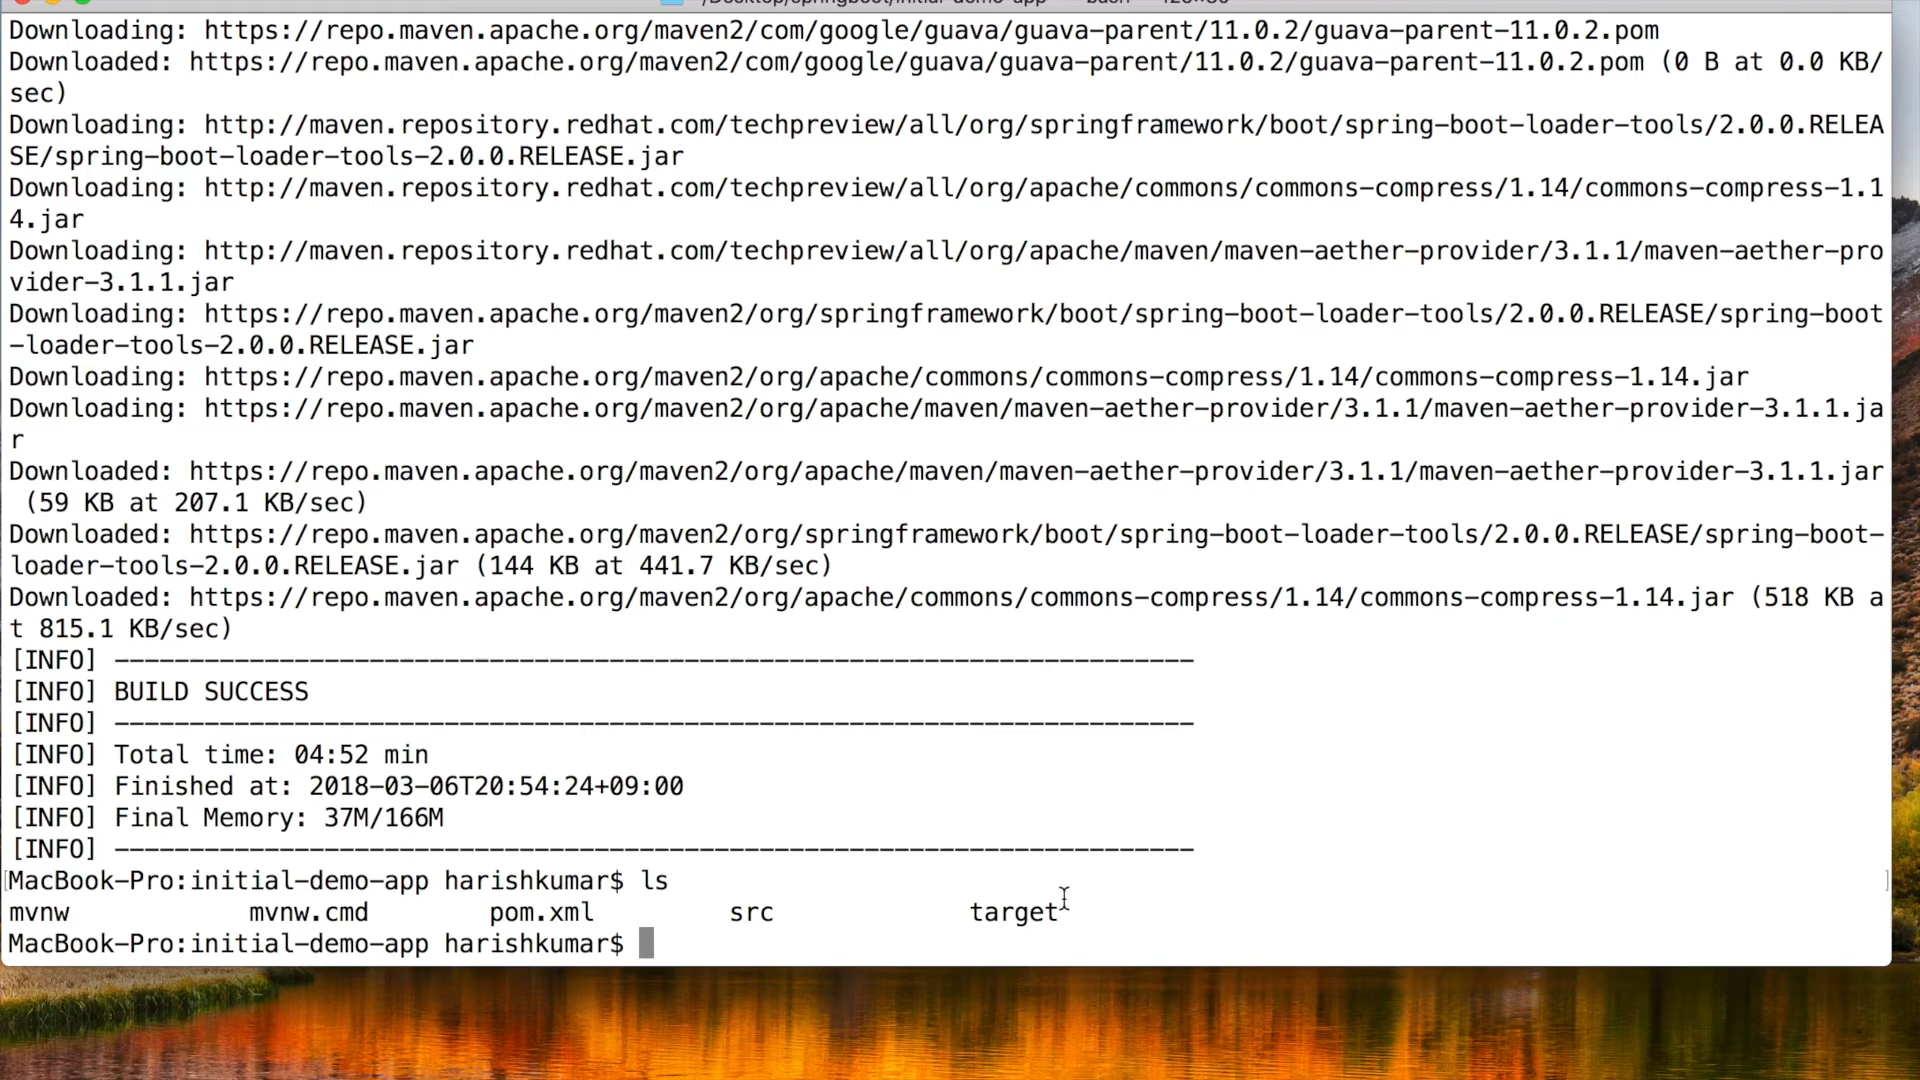 ~/Desktop/springboot/initial-demo-app — -bash
Downloading: https://repo.maven.apache.org/maven2/com/google/guava/guava-parent/11.0.2/guava-parent-11.0.2.pom
Downloaded: https://repo.maven.apache.org/maven2/com/google/guava/guava-parent/11.0.2/guava-parent-11.0.2.pom (0 B at 0.0 KB/
sec)
Downloading: http://maven.repository.redhat.com/techpreview/all/org/springframework/boot/spring-boot-loader-tools/2.0.0.RELEA
SE/spring-boot-loader-tools-2.0.0.RELEASE.jar
Downloading: http://maven.repository.redhat.com/techpreview/all/org/apache/commons/commons-compress/1.14/commons-compress-1.1
4.jar
Downloading: http://maven.repository.redhat.com/techpreview/all/org/apache/maven/maven-aether-provider/3.1.1/maven-aether-pro
vider-3.1.1.jar
Downloading: https://repo.maven.apache.org/maven2/org/springframework/boot/spring-boot-loader-tools/2.0.0.RELEASE/spring-boot
-loader-tools-2.0.0.RELEASE.jar
Downloading: https://repo.maven.apache.org/maven2/org/apache/commons/commons-compress/1.14/commons-compress-1.14.jar
Downloading: https://repo.maven.apache.org/maven2/org/apache/maven/maven-aether-provider/3.1.1/maven-aether-provider-3.1.1.ja
r
Downloaded: https://repo.maven.apache.org/maven2/org/apache/maven/maven-aether-provider/3.1.1/maven-aether-provider-3.1.1.jar
(59 KB at 207.1 KB/sec)
Downloaded: https://repo.maven.apache.org/maven2/org/springframework/boot/spring-boot-loader-tools/2.0.0.RELEASE/spring-boot-
loader-tools-2.0.0.RELEASE.jar (144 KB at 441.7 KB/sec)
Downloaded: https://repo.maven.apache.org/maven2/org/apache/commons/commons-compress/1.14/commons-compress-1.14.jar (518 KB a
t 815.1 KB/sec)
[INFO] ------------------------------------------------------------------------
[INFO] BUILD SUCCESS
[INFO] ------------------------------------------------------------------------
[INFO] Total time: 04:52 min
[INFO] Finished at: 2018-03-06T20:54:24+09:00
[INFO] Final Memory: 37M/166M
[INFO] ------------------------------------------------------------------------
MacBook-Pro:initial-demo-app harishkumar$ ls
mvnw mvnw.cmd pom.xml src target
MacBook-Pro:initial-demo-app harishkumar$